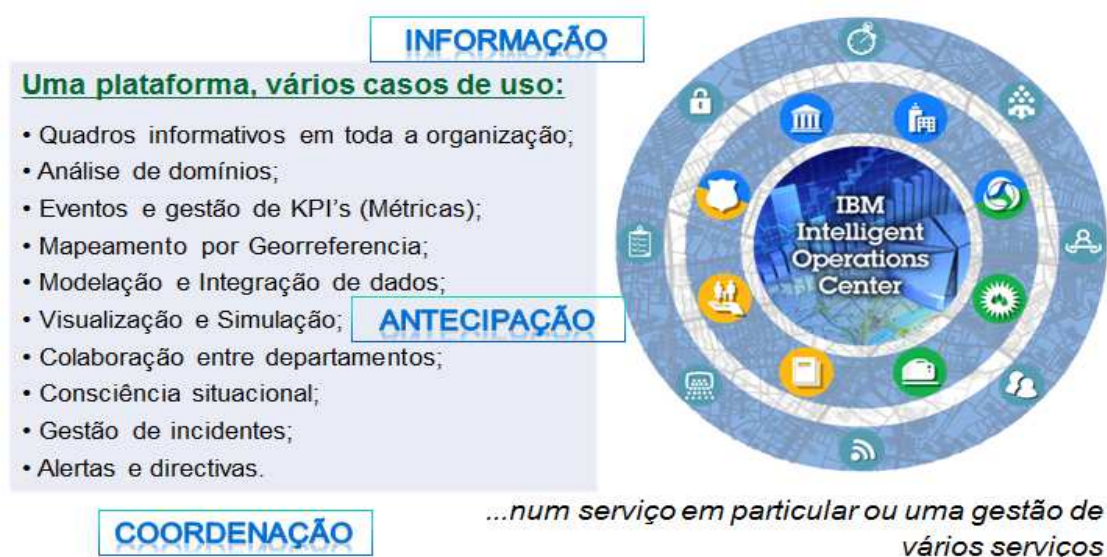 INFORMAÇÃO
Uma plataforma, vários casos de uso:
• Quadros informativos em toda a organização;
• Análise de domínios;
• Eventos e gestão de KPI's (Métricas);
• Mapeamento por Georreferencia;
• Modelação e Integração de dados;
• Visualização e Simulação;
ANTECIPAÇÃO
• Colaboração entre departamentos;
• Consciência situacional;
• Gestão de incidentes;
• Alertas e directivas.
COORDENAÇÃO
IBM
Intelligent
Operations
Center
...num serviço em particular ou uma gestão de
vários serviços